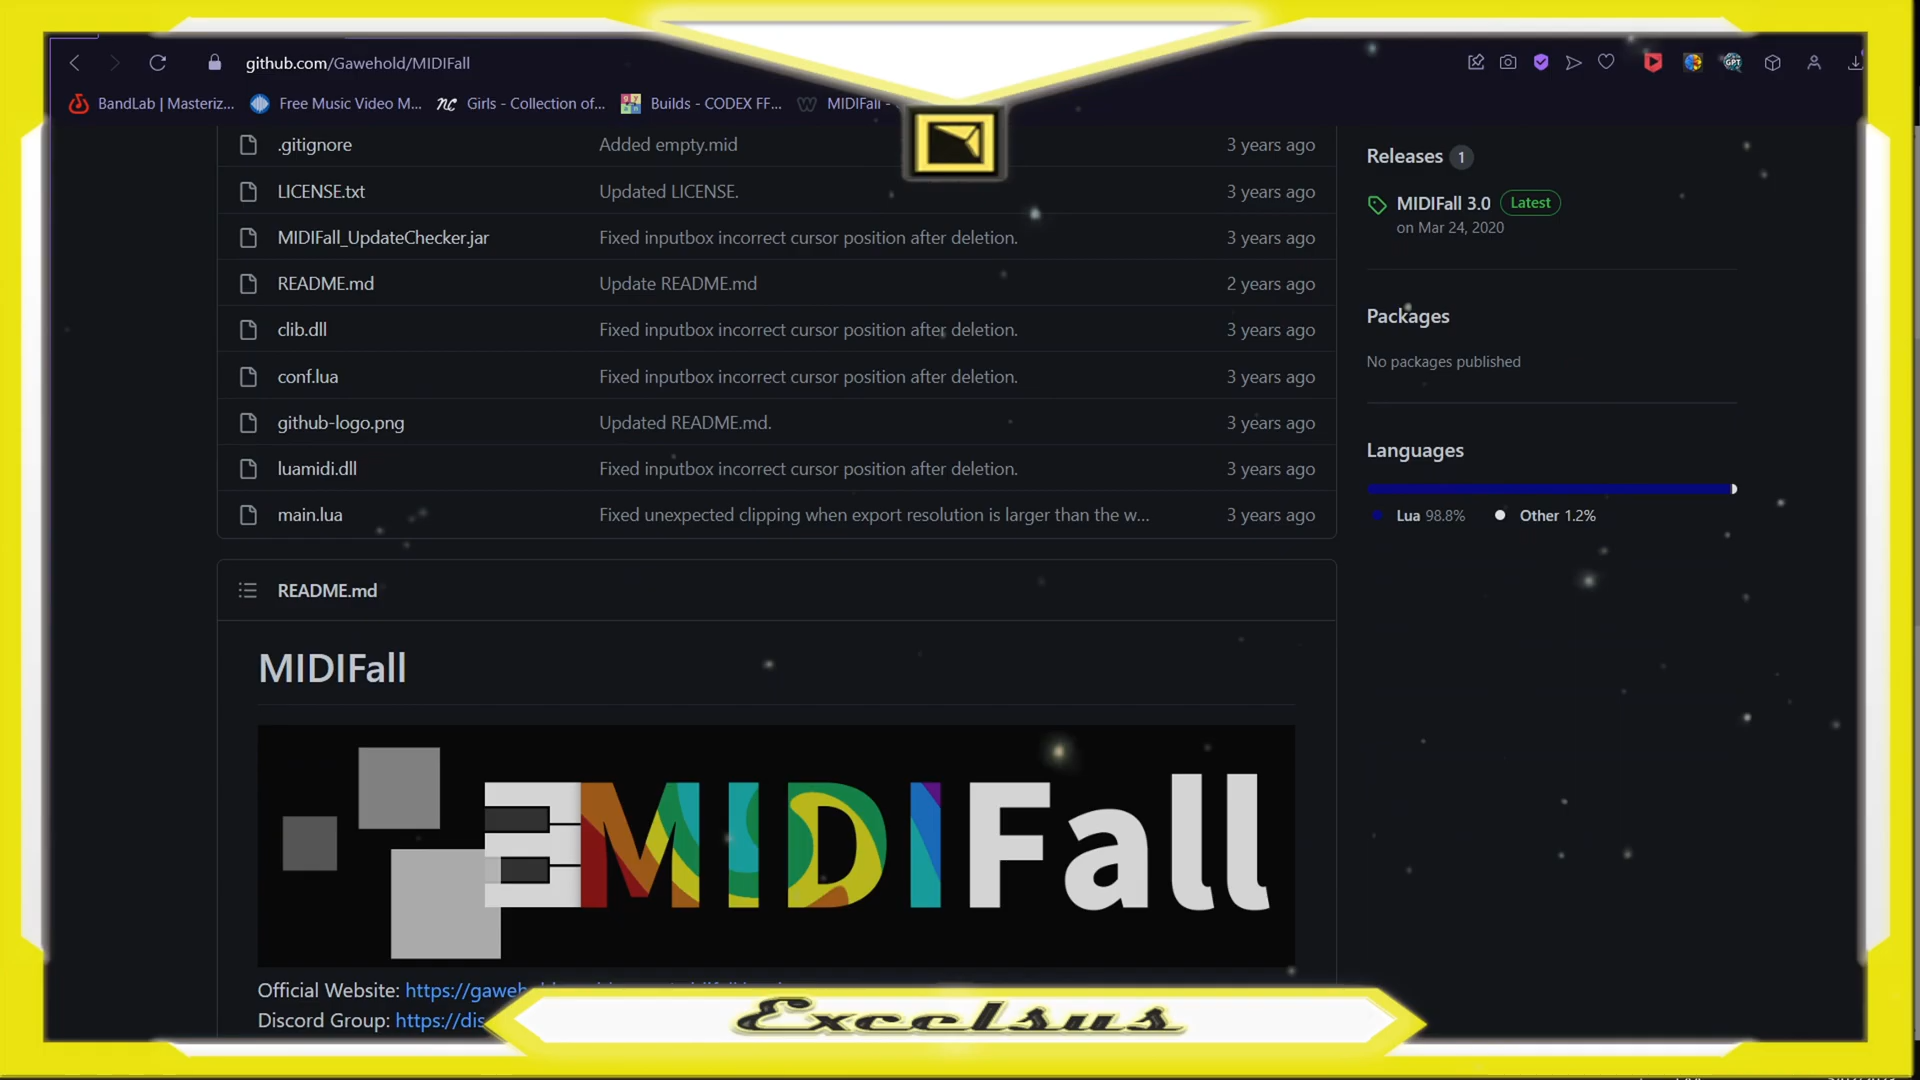 github.com/Gawehold/MIDIFall
BandLab | Masteriz... Free Music Video M... Girls - Collection of... Builds - CODEX FF... MIDIFall -
.gitignore Added empty.mid 3 years ago
LICENSE.txt Updated LICENSE. 3 years ago
MIDIFall_UpdateChecker.jar Fixed inputbox incorrect cursor position after deletion. 3 years ago
README.md Update README.md 2 years ago
clib.dll Fixed inputbox incorrect cursor position after deletion. 3 years ago
conf.lua Fixed inputbox incorrect cursor position after deletion. 3 years ago
github-logo.png Updated README.md. 3 years ago
luamidi.dll Fixed inputbox incorrect cursor position after deletion. 3 years ago
main.lua Fixed unexpected clipping when export resolution is larger than the w... 3 years ago
Releases 1
MIDIFall 3.0 Latest
on Mar 24, 2020
Packages
No packages published
Languages
Lua 98.8% Other 1.2%
README.md
MIDIFall
MIDIFall
Official Website: https://gaweh
Discord Group: https://dis
Excelsus